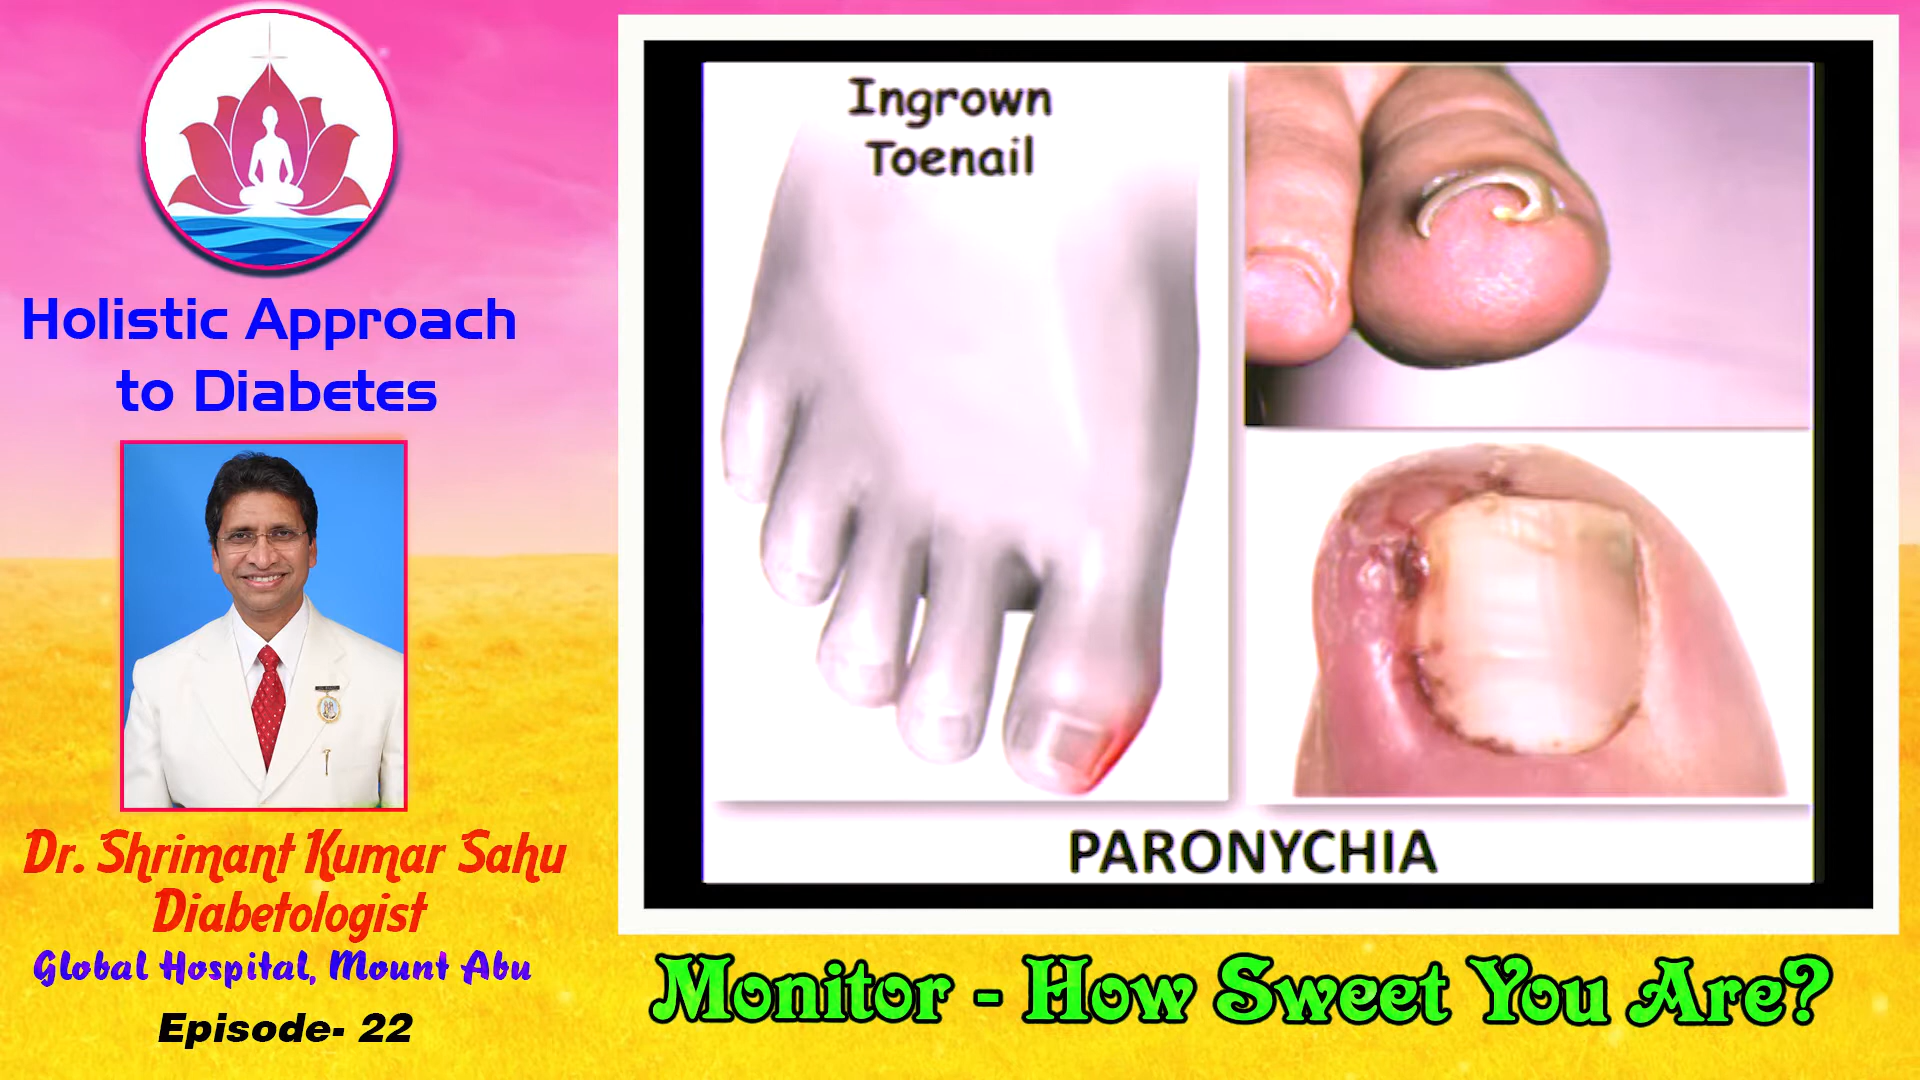 Holistic Approach
to Diabetes
Dr. Shrimant Kumar Sahu
Diabetologist
Global Hospital, Mount Abu
Episode- 22
Ingrown
Toenail
PARONYCHIA
Monitor - How Sweet You Are?